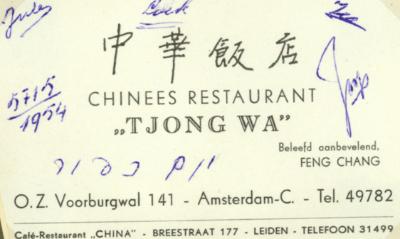 中華飯店
5715
1954
CHINEES RESTAURANT
„TJONG WA"
Beleefd aanbevelend,
FENG CHANG
O.Z. Voorburgwal 141 - Amsterdam-C. - Tel. 49782
Café-Restaurant „CHINA" - BREESTRAAT 177 - LEIDEN - TELEFOON 31499